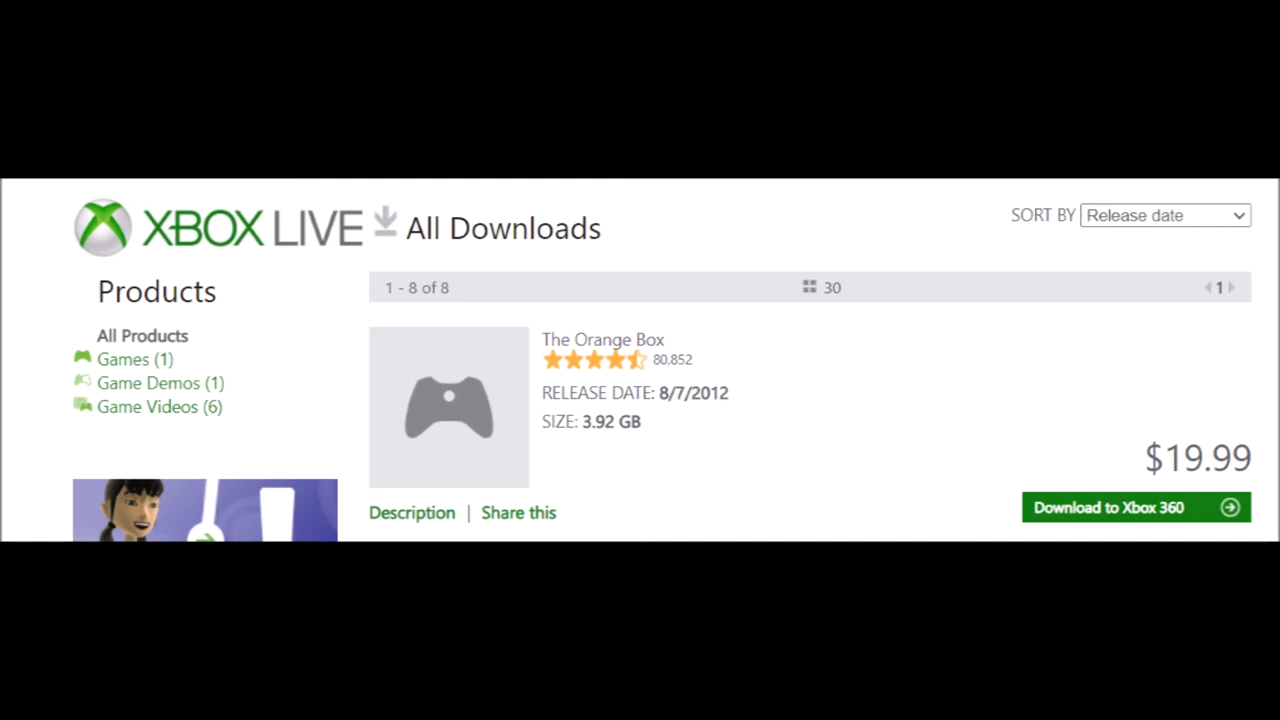 XBOX LIVE
All Downloads
SORT BY Release date
Products
1 - 8 of 8
30
1
All Products
Games (1)
Game Demos (1)
Game Videos (6)
The Orange Box
80,852
RELEASE DATE: 8/7/2012
SIZE: 3.92 GB
$19.99
Description | Share this
Download to Xbox 360